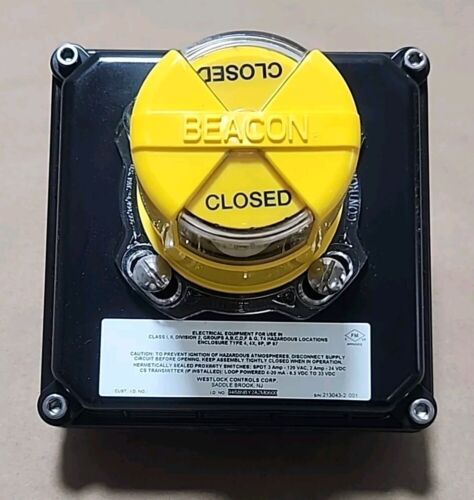 CLOSED
BEACON
CLOSED
CONTROL
ELECTRICAL EQUIPMENT FOR USE IN
CLASS I, II, DIVISION 2, GROUPS A,B,C,D,F & G, T4 HAZARDOUS LOCATIONS
ENCLOSURE TYPE 4, 4X, 6P, IP 67
FM
APPROVED
CAUTION: TO PREVENT IGNITION OF HAZARDOUS ATMOSPHERES, DISCONNECT SUPPLY
CIRCUIT BEFORE OPENING. KEEP ASSEMBLY TIGHTLY CLOSED WHEN IN OPERATION
HERMETICALLY SEALED PROXIMITY SWITCHES: SPDT 3 Amp - 120 VAC, 2 Amp - 24 VDC
CS TRANSMITTER (IF INSTALLED): LOOP POWERED 4-20 mA - 8.5 VDC TO 33 VDC
WESTLOCK CONTROLS CORP.
SADDLE BROOK, NJ
CUST. I.D. NO.
I.D. NO.
S/N 213043-2 001